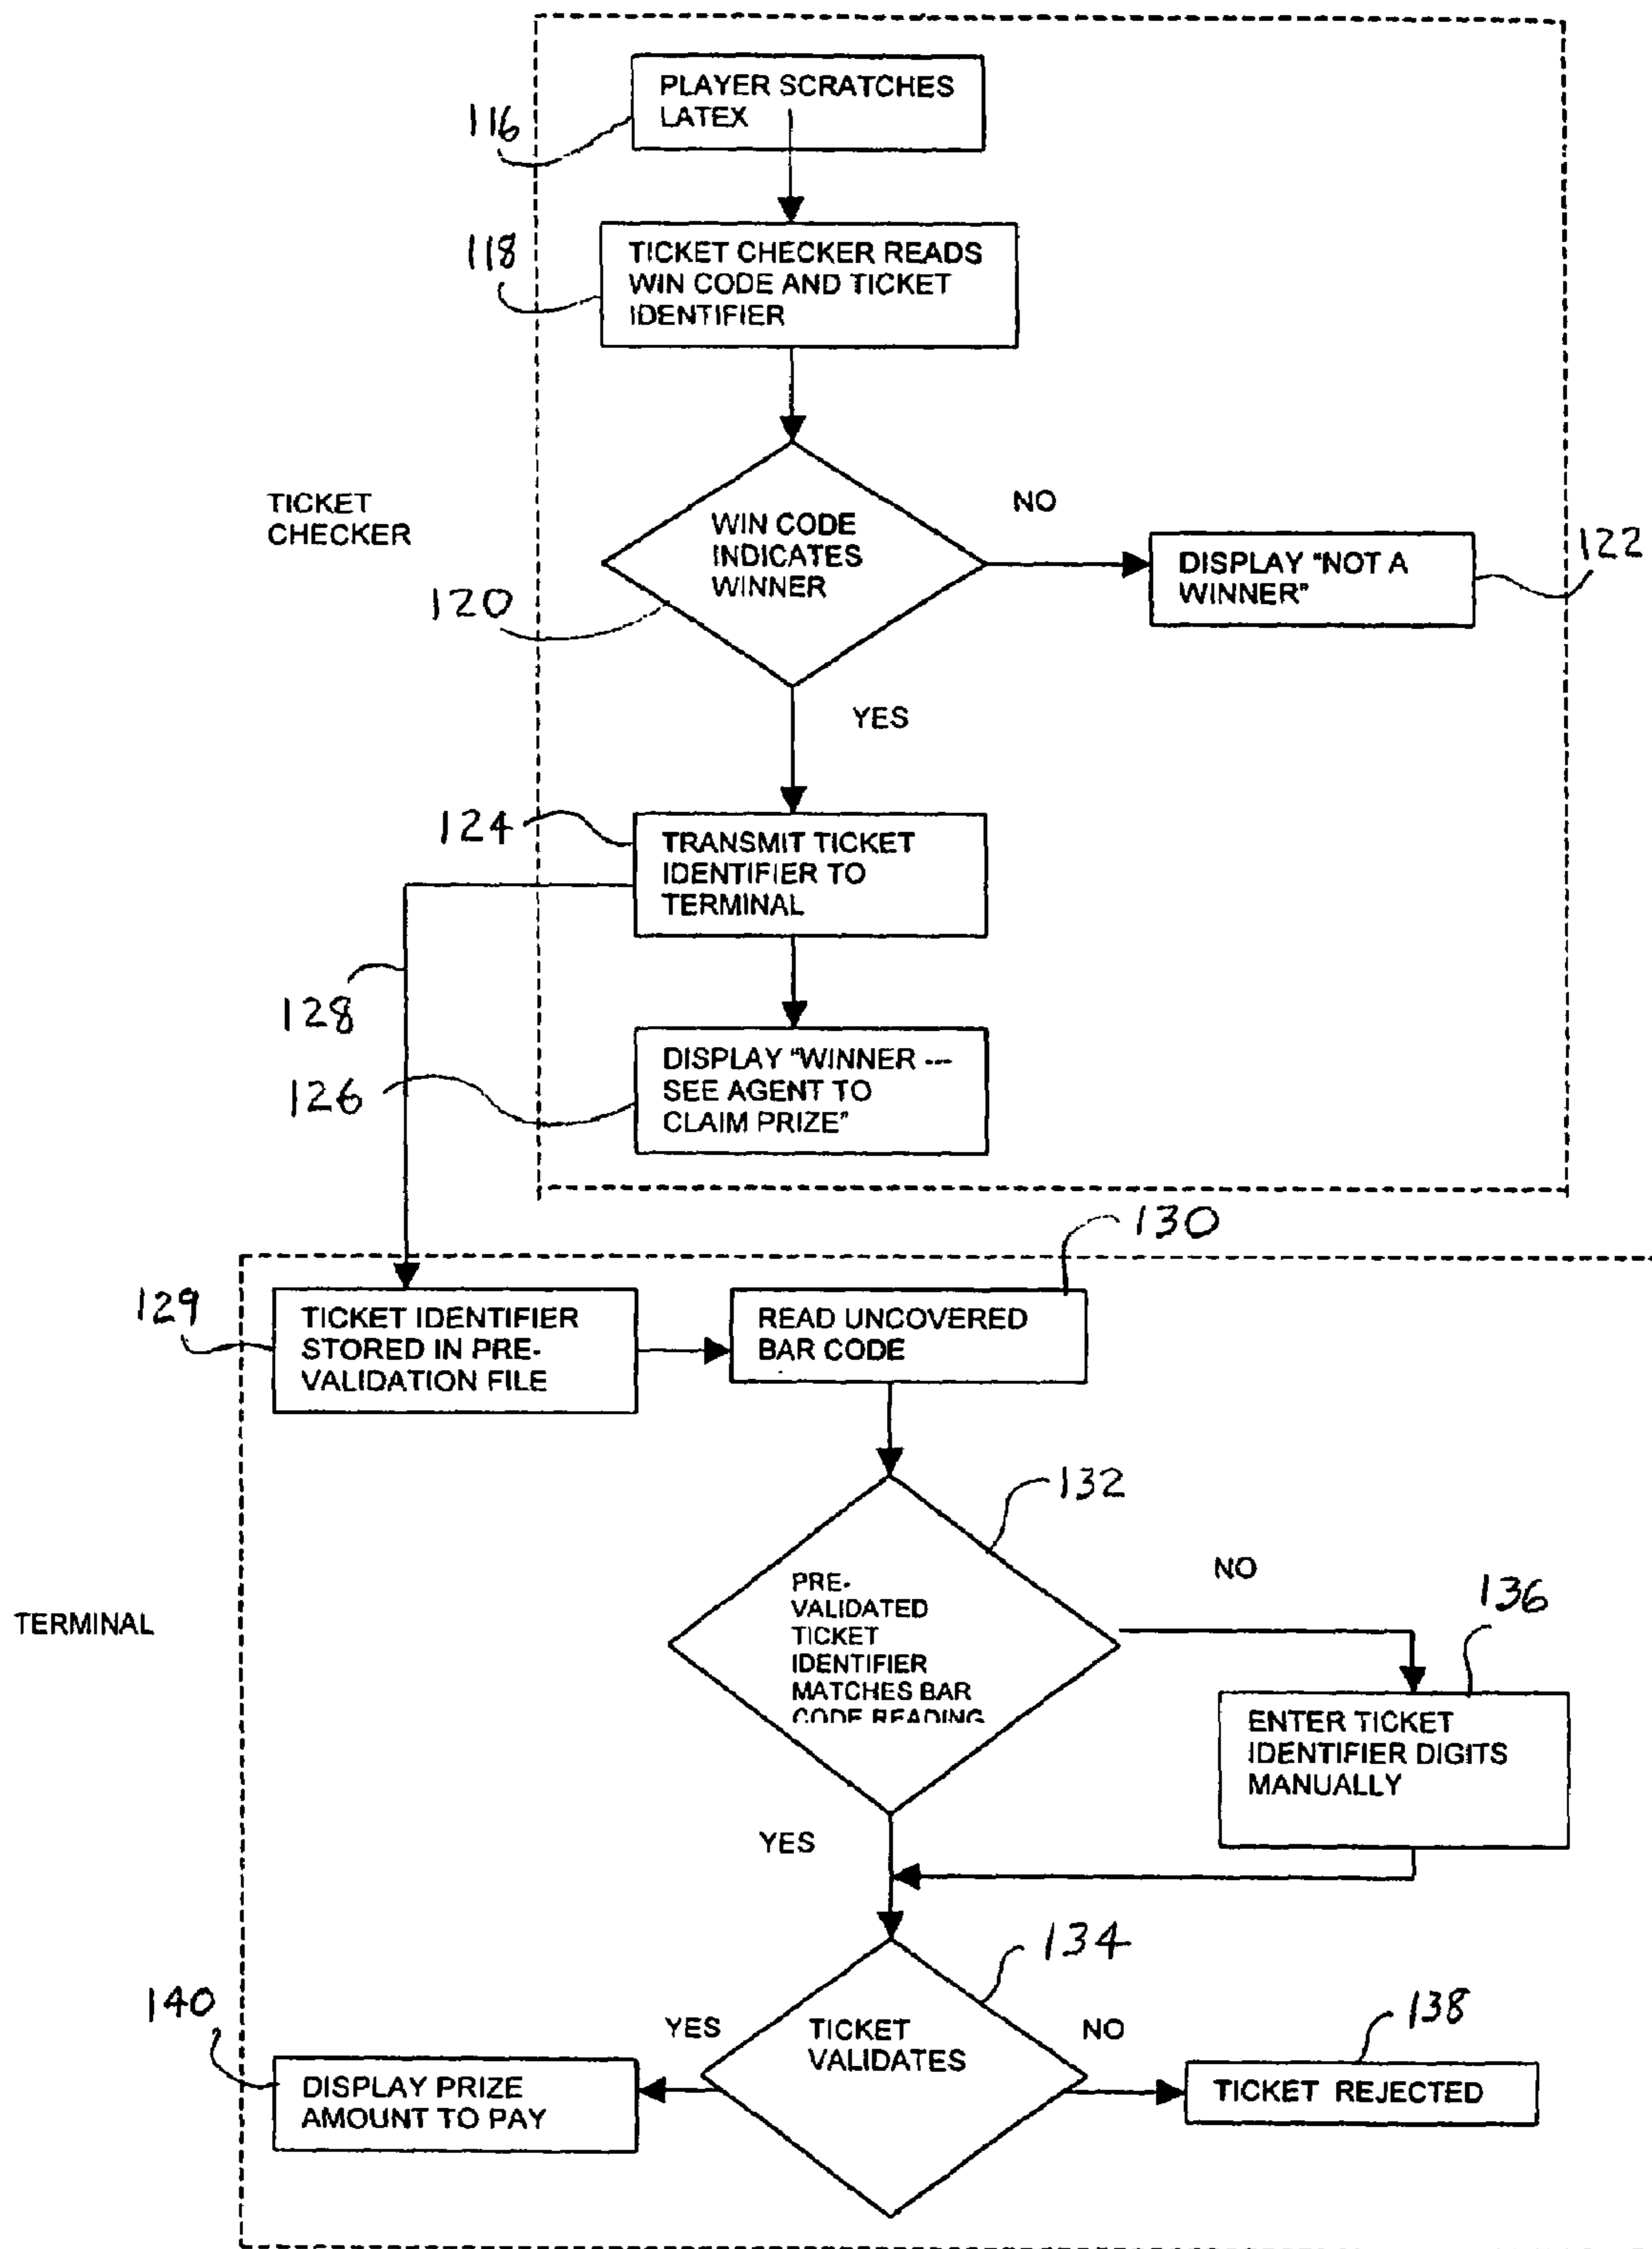 PLAYER SCRATCHES
LATEX
116
118
TICKET CHECKER READS
WIN CODE AND TICKET
IDENTIFIER
TICKET
CHECKER
WIN CODE
INDICATES
WINNER
NO
DISPLAY "NOT A
WINNER"
122
120
YES
124
TRANSMIT TICKET
IDENTIFIER TO
TERMINAL
128
DISPLAY "WINNER ---
SEE AGENT TO
CLAIM PRIZE"
126
130
129
TICKET IDENTIFIER
STORED IN PRE-
VALIDATION FILE
READ UNCOVERED
BAR CODE
132
TERMINAL
PRE-
VALIDATED
TICKET
IDENTIFIER
MATCHES BAR
CODE READING
NO
136
ENTER TICKET
IDENTIFIER DIGITS
MANUALLY
YES
134
140
YES
TICKET
VALIDATES
NO
138
DISPLAY PRIZE
AMOUNT TO PAY
TICKET REJECTED